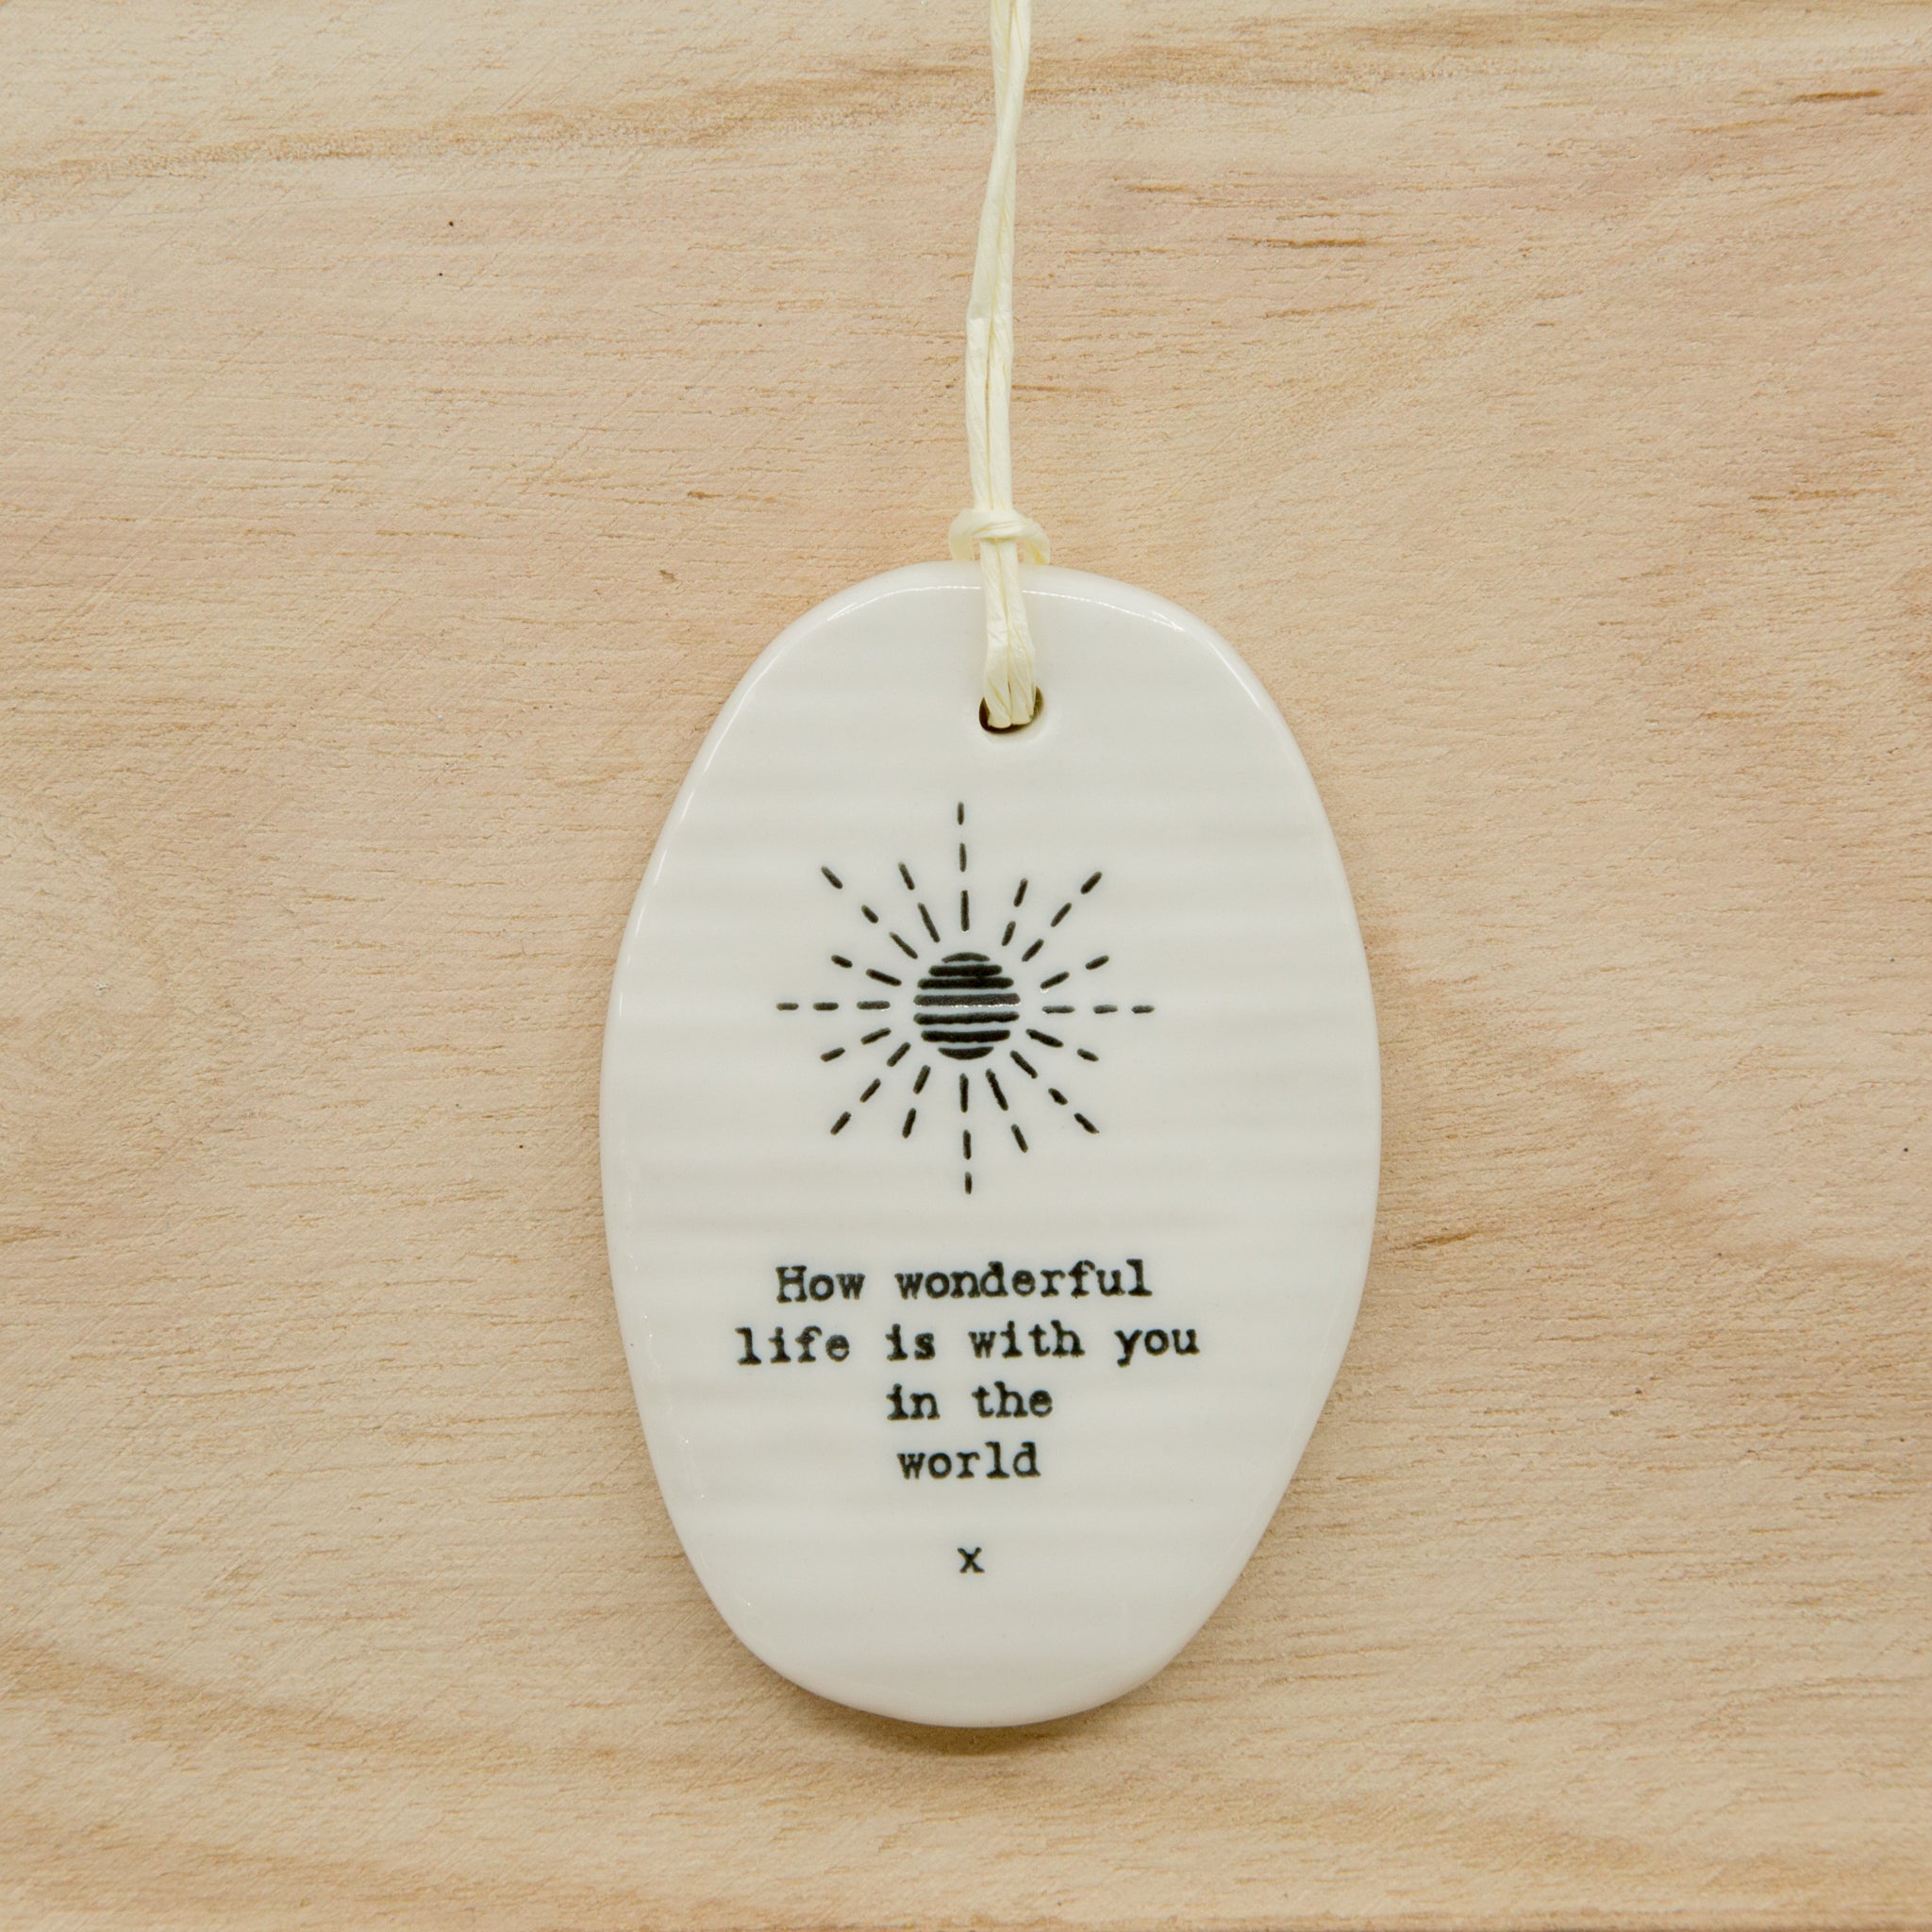 How wonderful
life is with you
in the
world
x